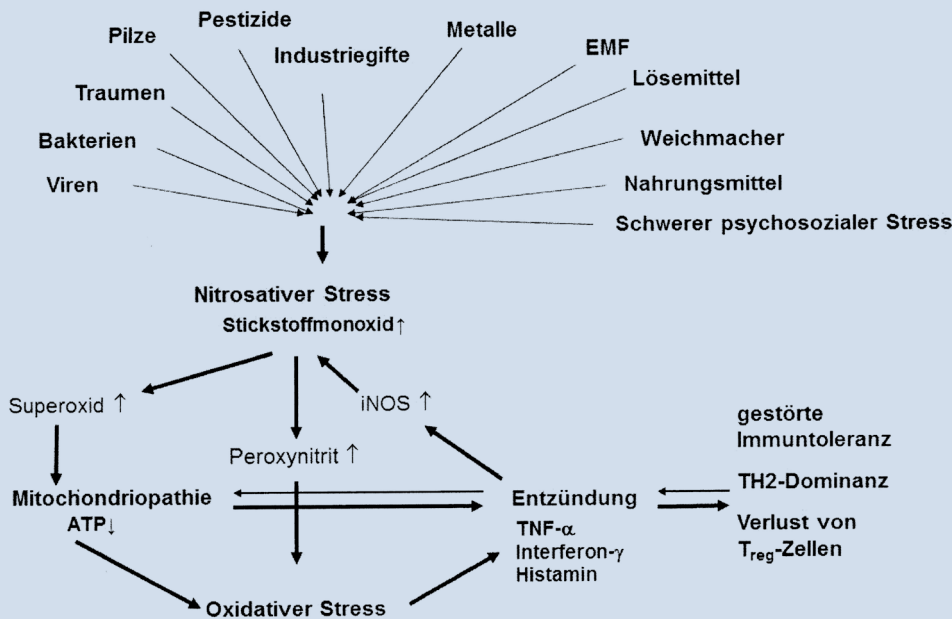 Pestizide
Pilze
Metalle
Industriegifte
EMF
Lösemittel
Traumen
Bakterien
Weichmacher
Viren
Nahrungsmittel
Schwerer psychosozialer Stress
Nitrosativer Stress
Stickstoffmonoxid↑
Superoxid ↑
iNOS ↑
gestörte
Immuntoleranz
Peroxynitrit ↑
Mitochondriopathie
ATP↓
Entzündung
TNF-α
Interferon-γ
Histamin
TH2-Dominanz
Verlust von
Treg-Zellen
Oxidativer Stress